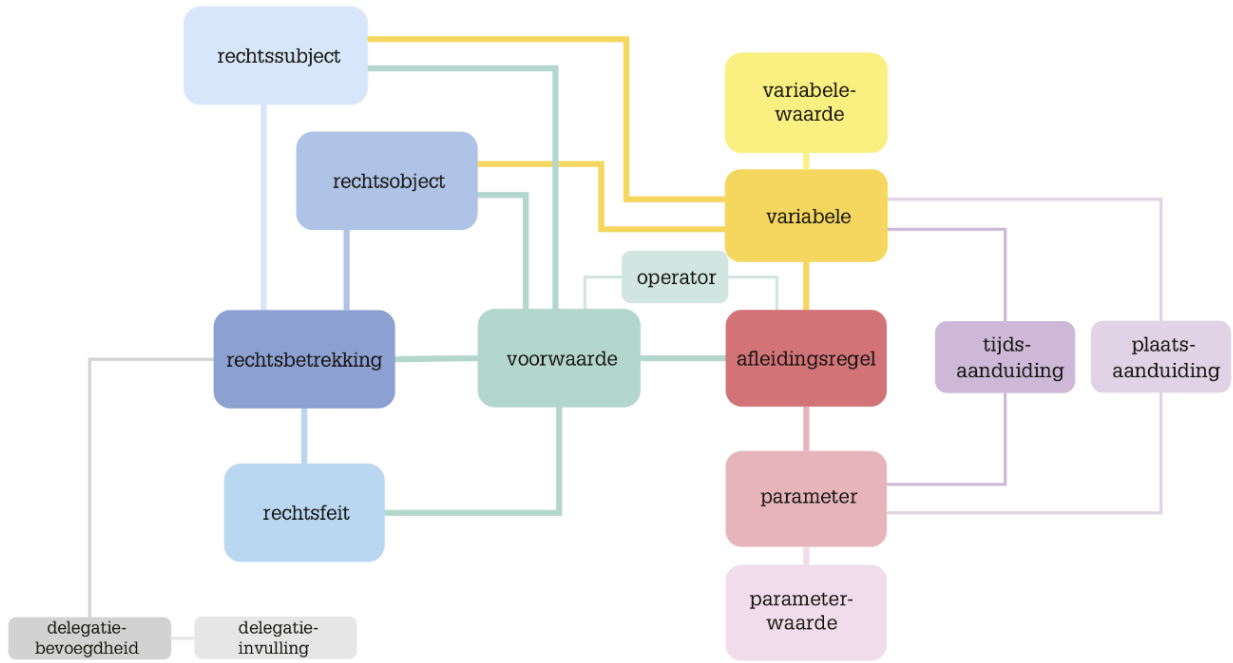 rechtssubject
variabele-
waarde
rechtsobject
variabele
operator
rechtsbetrekking
voorwaarde
afleidingsregel
tijds-
aanduiding
plaats-
aanduiding
rechtsfeit
parameter
parameter-
waarde
delegatie-
bevoegdheid
delegatie-
invulling